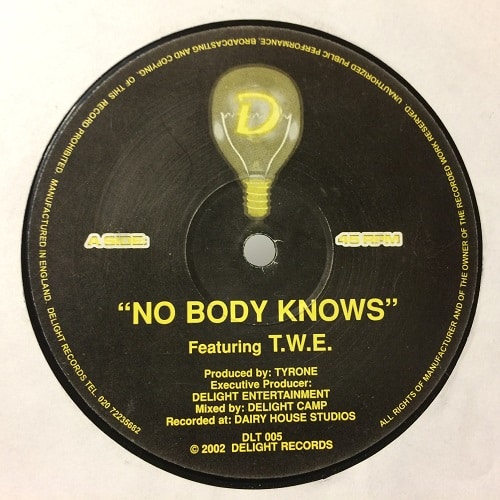 D
A SIDE
45 RPM
“NO BODY KNOWS”
Featuring T.W.E.
Produced by: TYRONE
Executive Producer:
DELIGHT ENTERTAINMENT
Mixed by: DELIGHT CAMP
Recorded at: DAIRY HOUSE STUDIOS
DLT 005
© 2002 DELIGHT RECORDS
ALL RIGHTS OF MANUFACTURER AND OF THE OWNER OF THE RECORDED WORK RESERVED. UNAUTHORIZED PUBLIC PERFORMANCE, BROADCASTING AND COPYING, OF THIS RECORD PROHIBITED. MANUFACTURED IN ENGLAND. DELIGHT RECORDS TEL. 020 72235682